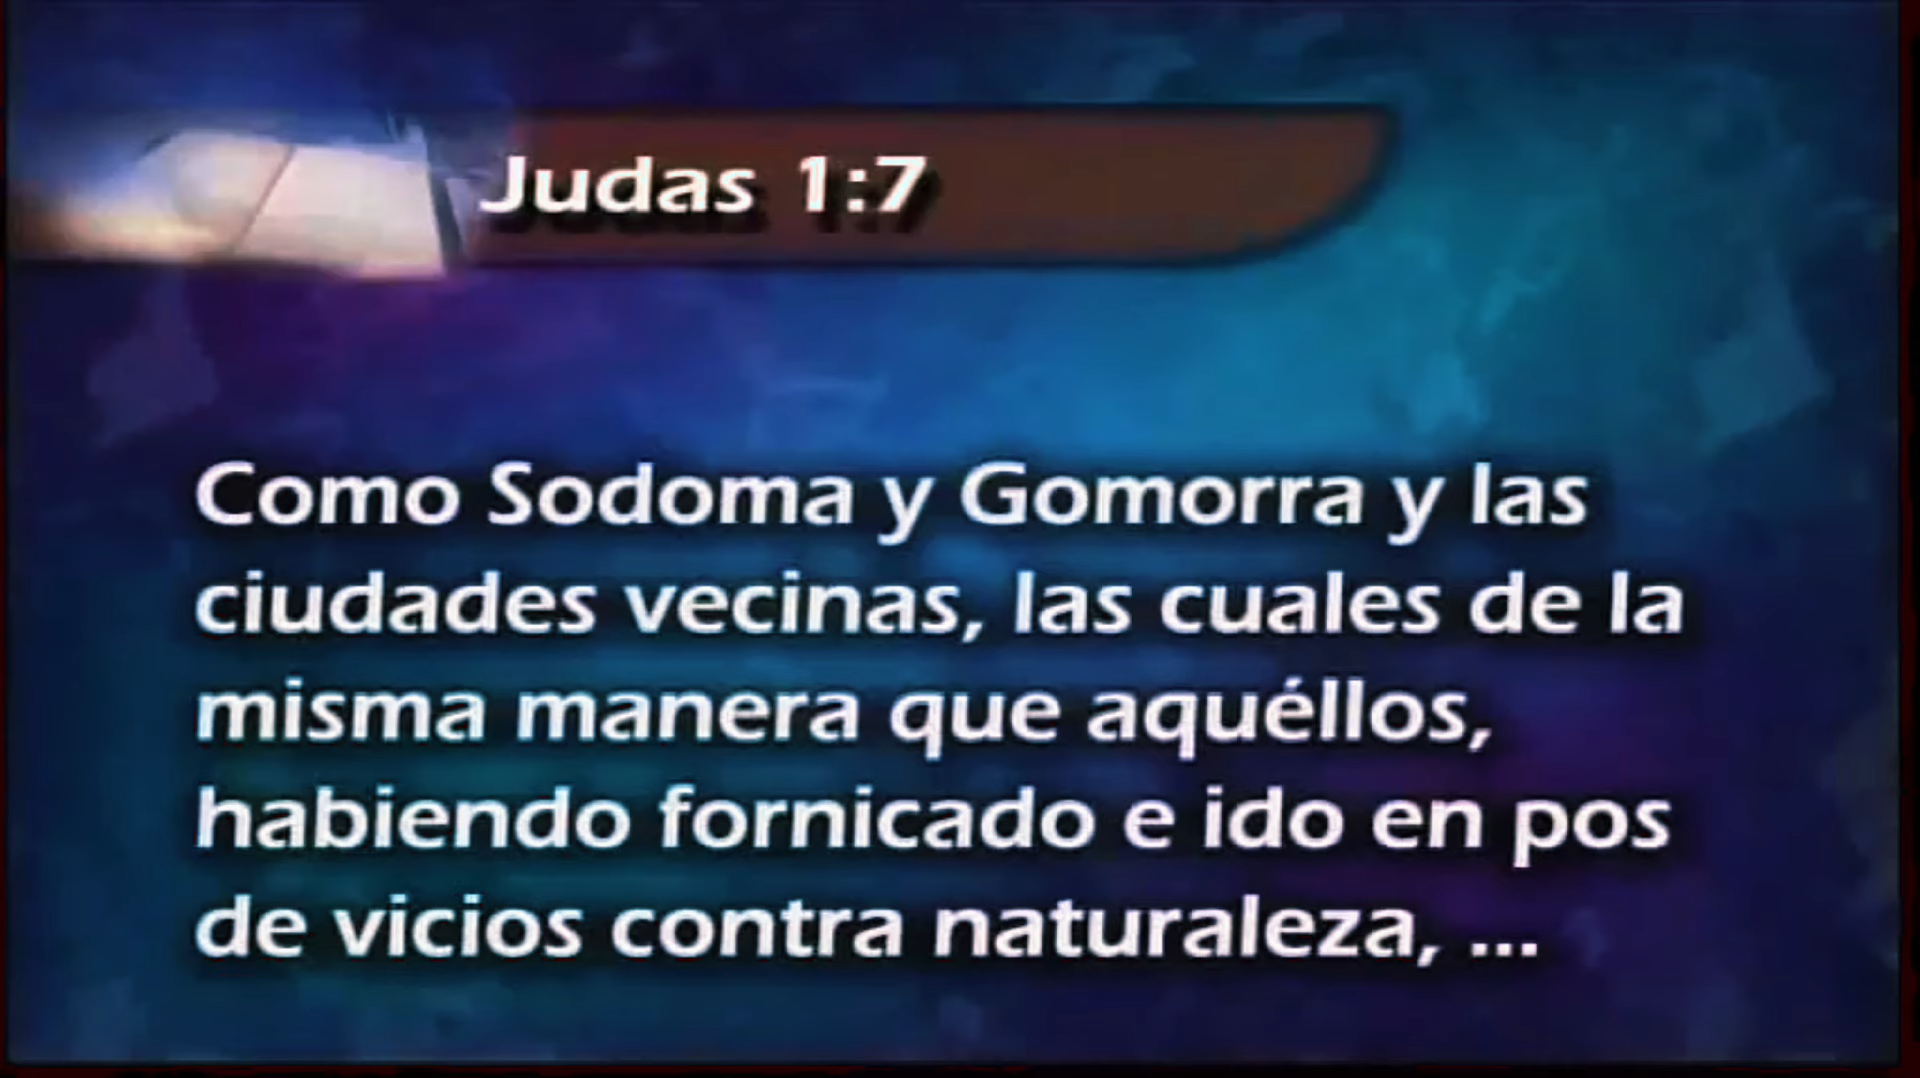 Judas 1:7
Como Sodoma y Gomorra y las
ciudades vecinas, las cuales de la
misma manera que aquéllos,
habiendo fornicado e ido en pos
de vicios contra naturaleza, ...